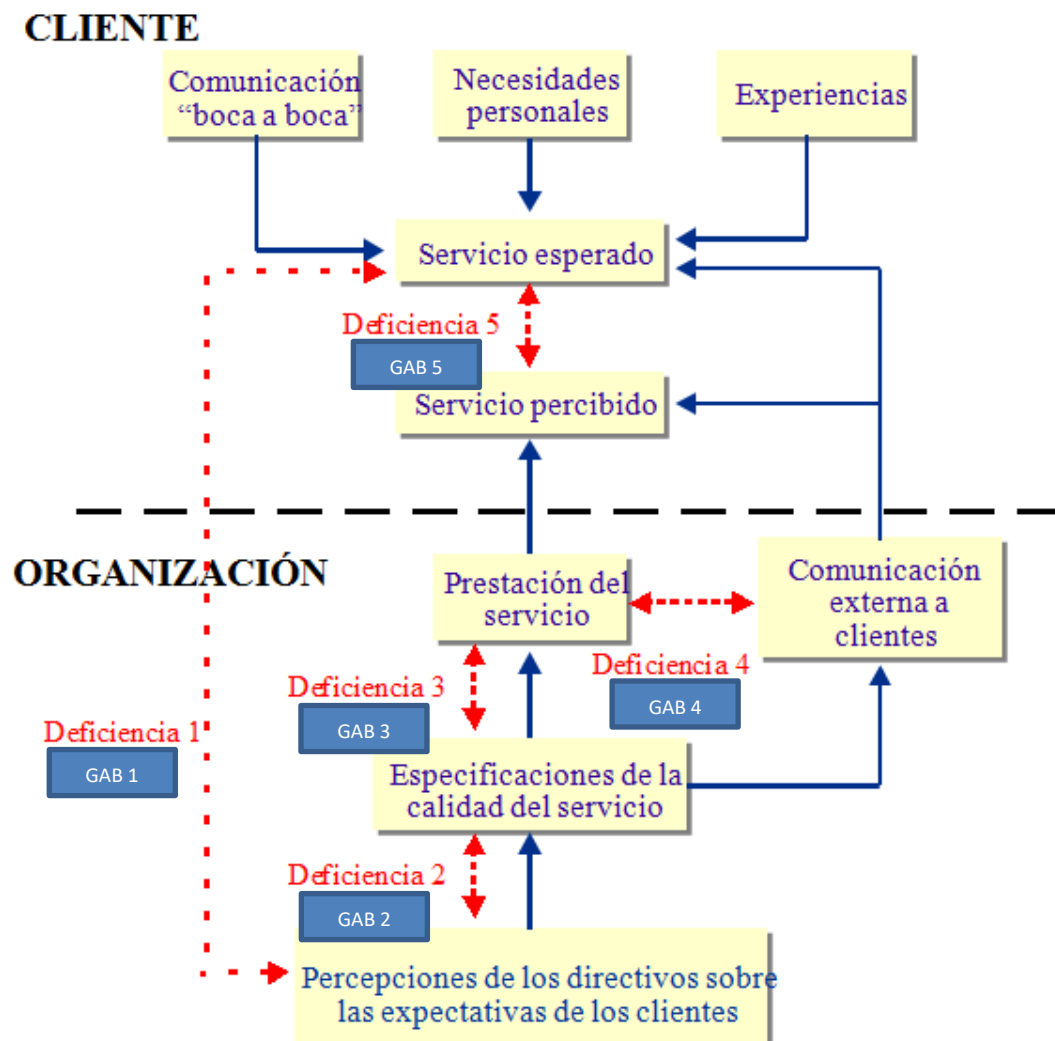 CLIENTE
Comunicación
“boca a boca”
Necesidades
personales
Experiencias
Servicio esperado
Deficiencia 5
GAB 5
Servicio percibido
ORGANIZACIÓN
Prestación del
servicio
Comunicación
externa a
clientes
Deficiencia 3
GAB 3
Deficiencia 4
GAB 4
Deficiencia 1
GAB 1
Especificaciones de la
calidad del servicio
Deficiencia 2
GAB 2
Percepciones de los directivos sobre
las expectativas de los clientes